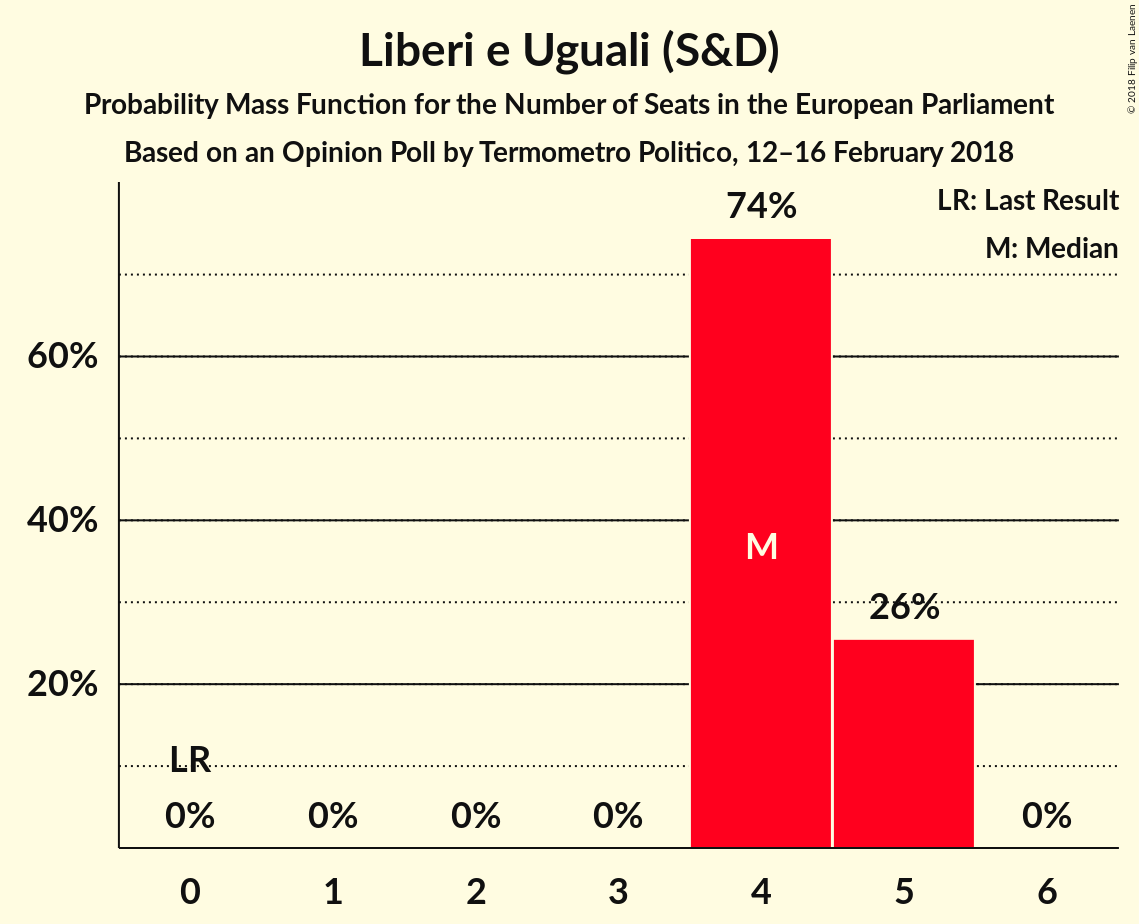 Liberi e Uguali (S&D)
Probability Mass Function for the Number of Seats in the European Parliament
Based on an Opinion Poll by Termometro Politico, 12–16 February 2018
© 2018 Filip van Laenen
LR: Last Result
M: Median
74%
60%
40%
M
26%
20%
LR
0%
0%
0%
0%
0%
0
1
2
3
4
5
6